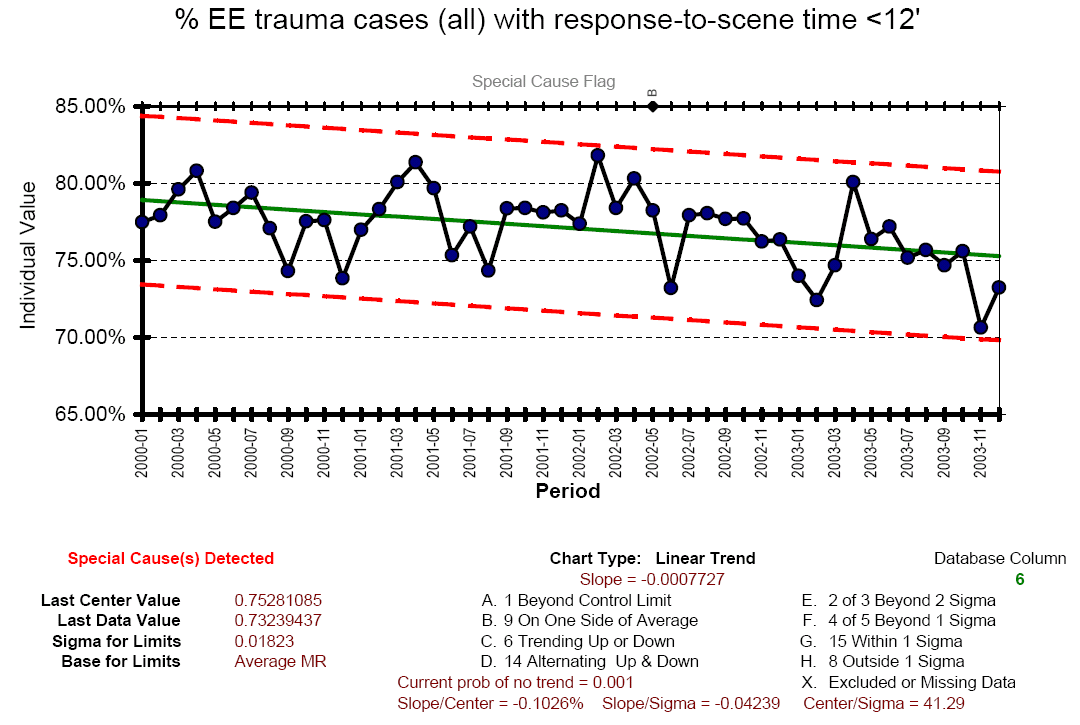 % EE trauma cases (all) with response-to-scene time <12'
Special Cause Flag
B
85.00%
80.00%
75.00%
70.00%
65.00%
Individual Value
2000-01 2000-03 2000-05 2000-07 2000-09 2000-11 2001-01 2001-03 2001-05 2001-07 2001-09 2001-11 2002-01 2002-03 2002-05 2002-07 2002-09 2002-11 2003-01 2003-03 2003-05 2003-07 2003-09 2003-11
Period
Special Cause(s) Detected
Chart Type: Linear Trend
Database Column
Slope = -0.0007727
6
Last Center Value 0.75281085
A. 1 Beyond Control Limit
E. 2 of 3 Beyond 2 Sigma
Last Data Value 0.73239437
B. 9 On One Side of Average
F. 4 of 5 Beyond 1 Sigma
Sigma for Limits 0.01823
C. 6 Trending Up or Down
G. 15 Within 1 Sigma
Base for Limits Average MR
D. 14 Alternating Up & Down
H. 8 Outside 1 Sigma
Current prob of no trend = 0.001
X. Excluded or Missing Data
Slope/Center = -0.1026% Slope/Sigma = -0.04239 Center/Sigma = 41.29